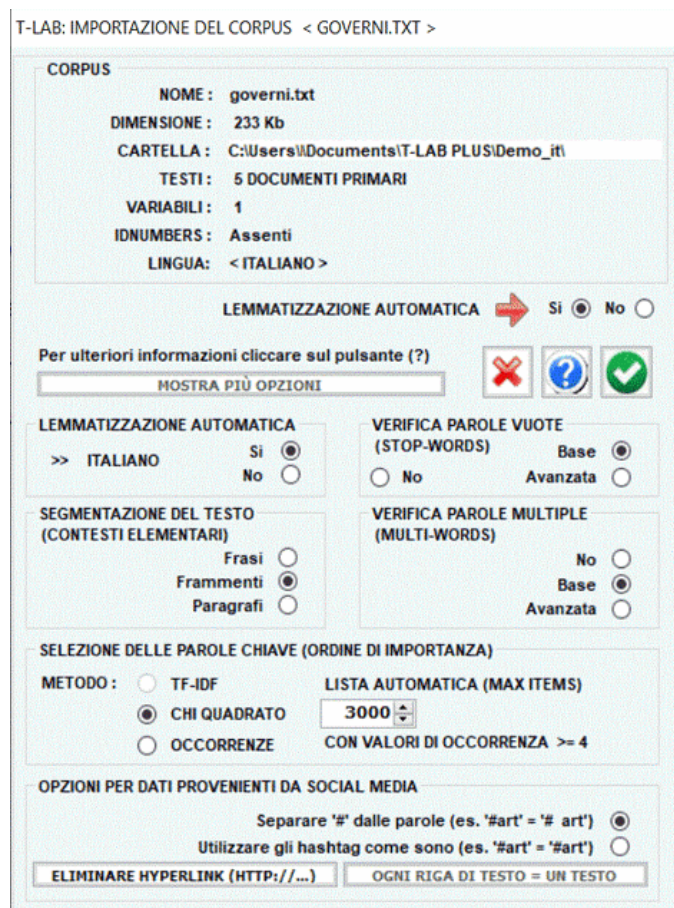 T-LAB: IMPORTAZIONE DEL CORPUS < GOVERNI.TXT >
CORPUS
NOME : governi.txt
DIMENSIONE : 233 Kb
CARTELLA : C:\Users\\Documents\T-LAB PLUS\Demo_it\
TESTI : 5 DOCUMENTI PRIMARI
VARIABILI : 1
IDNUMBERS : Assenti
LINGUA: < ITALIANO >
LEMMATIZZAZIONE AUTOMATICA Si No
Per ulteriori informazioni cliccare sul pulsante (?)
MOSTRA PIÙ OPZIONI
?
LEMMATIZZAZIONE AUTOMATICA
>> ITALIANO
Si
No
VERIFICA PAROLE VUOTE
(STOP-WORDS)
Base
No
Avanzata
SEGMENTAZIONE DEL TESTO
(CONTESTI ELEMENTARI)
Frasi
Frammenti
Paragrafi
VERIFICA PAROLE MULTIPLE
(MULTI-WORDS)
No
Base
Avanzata
SELEZIONE DELLE PAROLE CHIAVE (ORDINE DI IMPORTANZA)
METODO :
TF-IDF
CHI QUADRATO
OCCORRENZE
LISTA AUTOMATICA (MAX ITEMS)
3000
CON VALORI DI OCCORRENZA >= 4
OPZIONI PER DATI PROVENIENTI DA SOCIAL MEDIA
Separare '#' dalle parole (es. '#art' = '# art')
Utilizzare gli hashtag come sono (es. '#art' = '#art')
ELIMINARE HYPERLINK (HTTP://...)
OGNI RIGA DI TESTO = UN TESTO